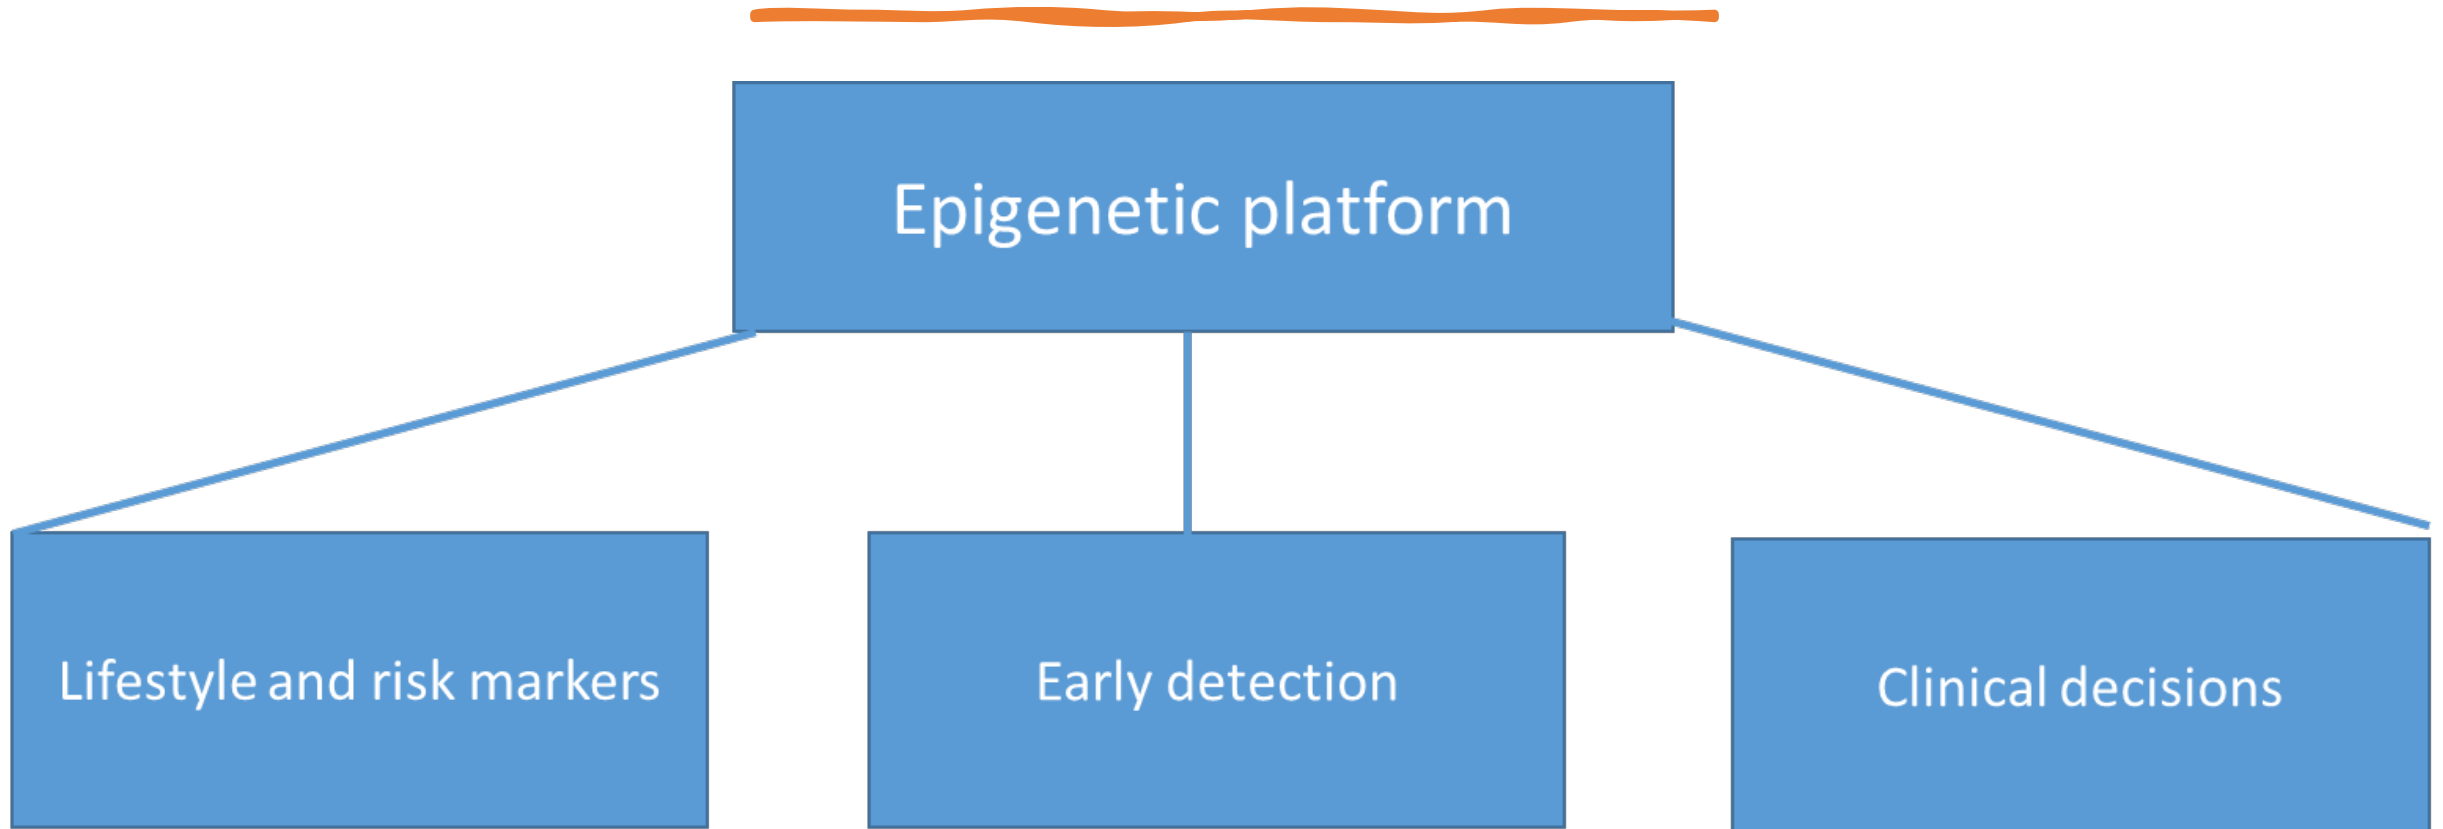 Epigenetic platform
Lifestyle and risk markers
Early detection
Clinical decisions